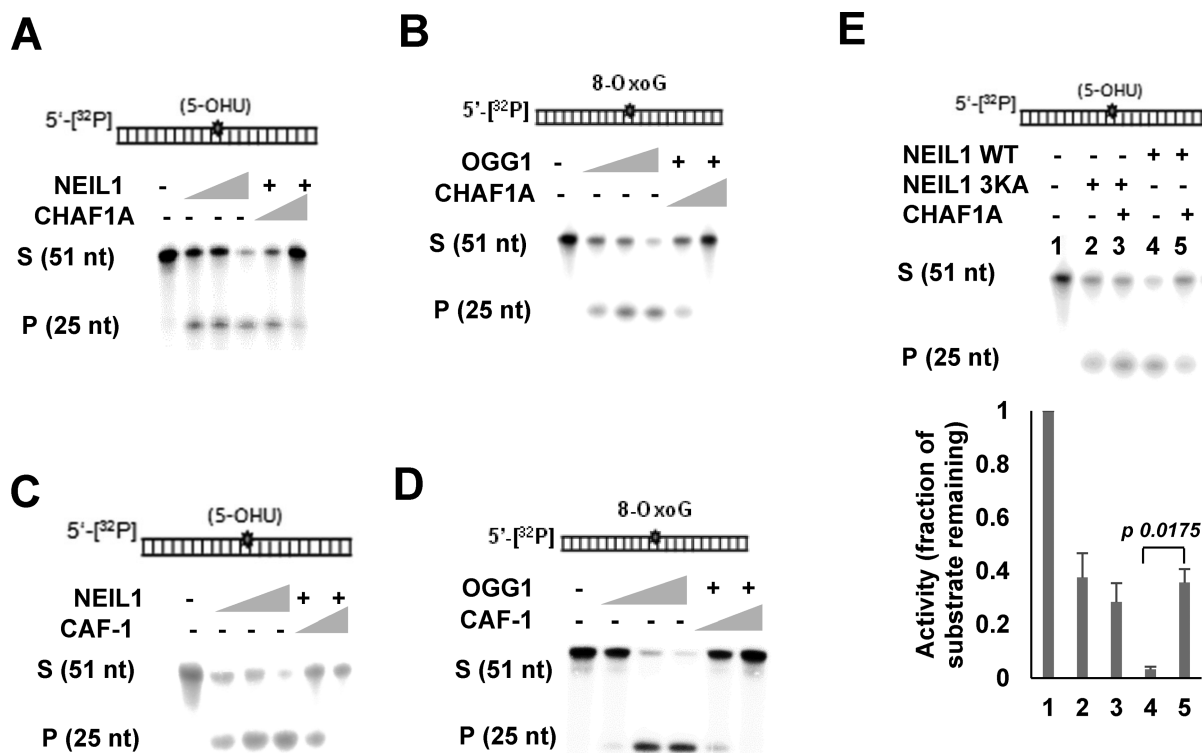 A
(5-OHU)
5'-[³²P]
NEIL1 - + +
CHAF1A - - - - 
S (51 nt)
P (25 nt)
B
8-OxoG
5'-[³²P]
OGG1 - + +
CHAF1A - - - -
S (51 nt)
P (25 nt)
C
(5-OHU)
5'-[³²P]
NEIL1 - + +
CAF-1 - - - -
S (51 nt)
P (25 nt)
D
8-OxoG
5'-[³²P]
OGG1 - + +
CAF-1 - - - -
S (51 nt)
P (25 nt)
E
(5-OHU)
5'-[³²P]
NEIL1 WT - - - + +
NEIL1 3KA - + + - -
CHAF1A - - + - +
1 2 3 4 5
S (51 nt)
P (25 nt)
Activity (fraction of
substrate remaining)
1
0.8
0.6
0.4
0.2
0
p 0.0175
1 2 3 4 5